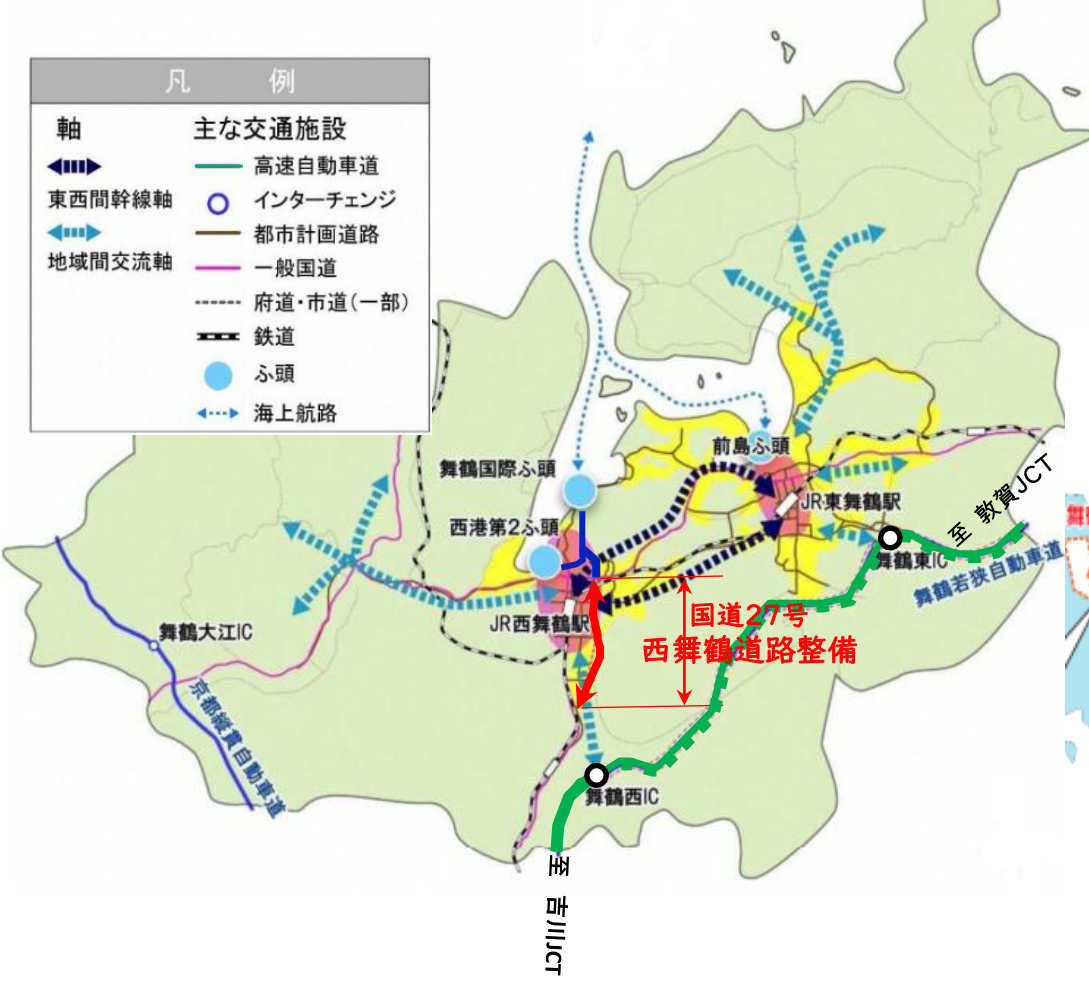 凡 例
軸
主な交通施設
高速自動車道
東西間幹線軸
インターチェンジ
都市計画道路
地域間交流軸
一般国道
府道・市道(一部)
鉄道
ふ頭
海上航路
前島ふ頭
舞鶴国際ふ頭
JR東舞鶴駅
至 敦賀JCT
西港第2ふ頭
舞鶴東IC
舞鶴若狭自動車道
JR西舞鶴駅
国道27号
西舞鶴道路整備
舞鶴大江IC
京都縦貫自動車道
舞鶴西IC
至 吉川JCT